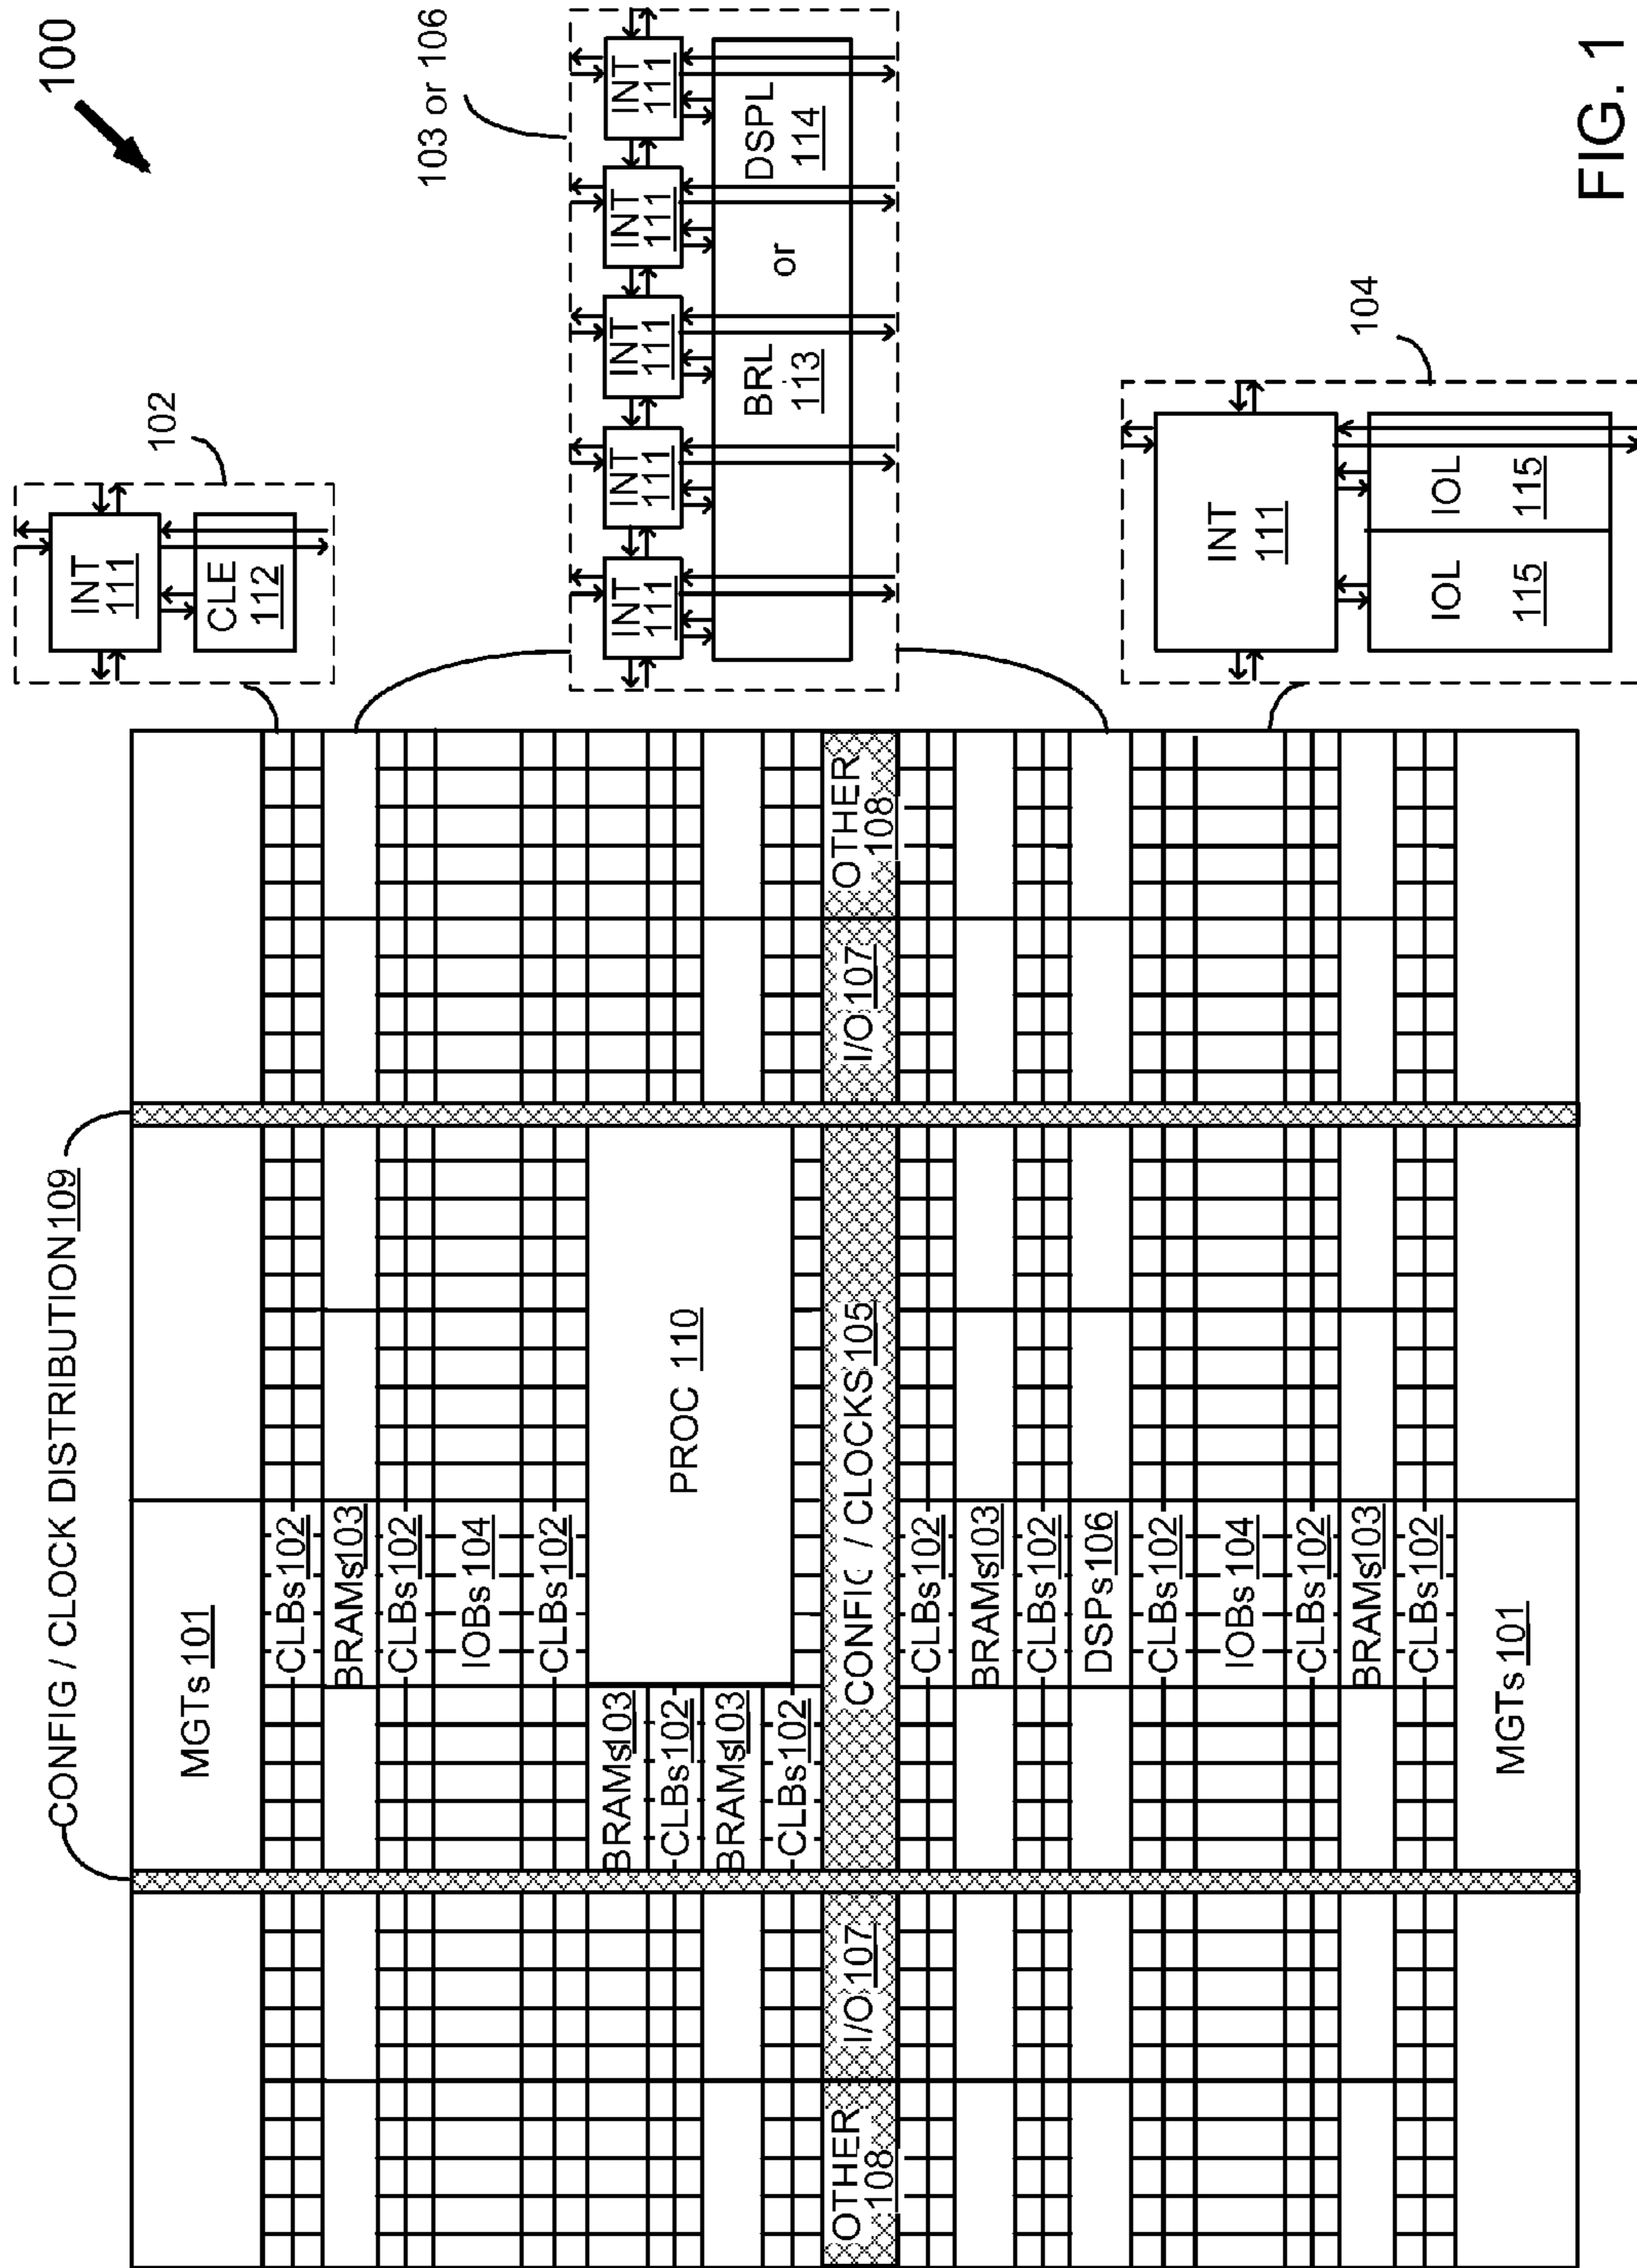 100
CONFIG / CLOCK DISTRIBUTION 109
MGTs 101
CLBs 102
BRAMs 103
CLBs 102
IOBs 104
CLBs 102
BRAMs 103
CLBs 102
BRAMs 103
CLBs 102
PROC 110
OTHER
108
I/O 107
CONFIG / CLOCKS 105
I/O 107
OTHER
108
CLBs 102
BRAMs 103
CLBs 102
DSPs 106
CLBs 102
IOBs 104
CLBs 102
BRAMs 103
CLBs 102
MGTs 101
102
INT
111
CLE
112
103 or 106
INT
111
INT
111
INT
111
INT
111
INT
111
BRL
113
or
DSPL
114
104
INT
111
IOL
115
IOL
115
FIG. 1